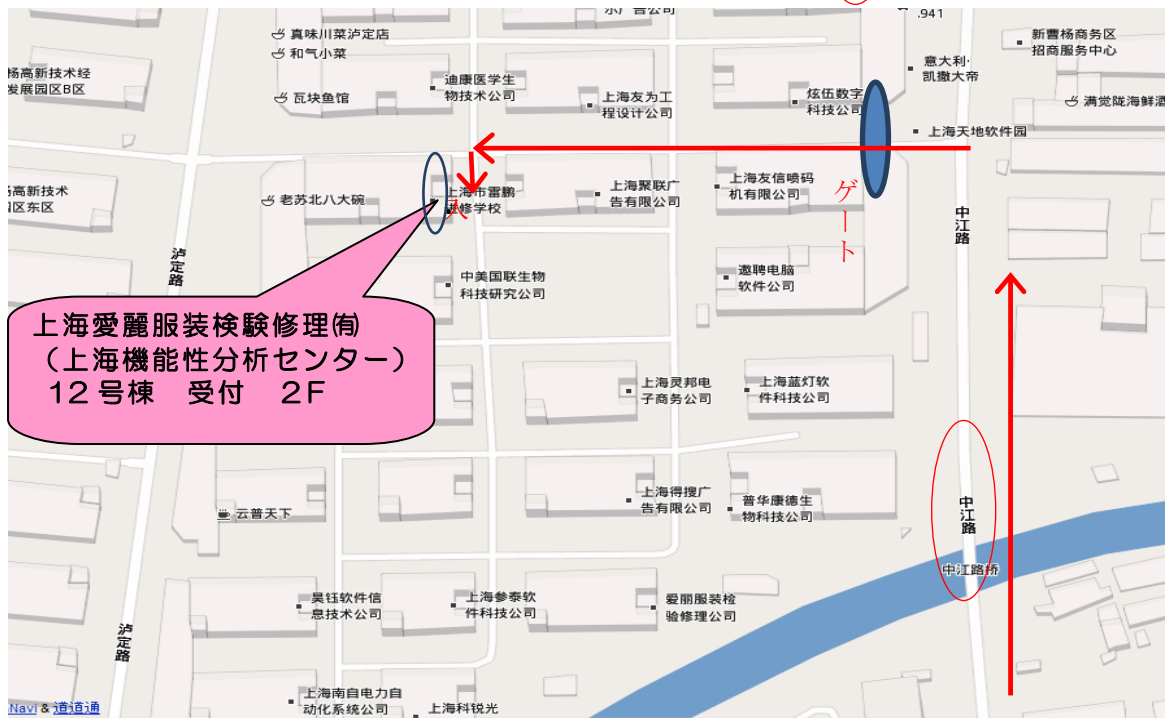 .941
真味川菜泸定店
和气小菜
新曹杨商务区
招商服务中心
意大利·
凯撒大帝
杨高新技术经
发展园区B区
迪康医学生
物技术公司
瓦块鱼馆
上海友为工
程设计公司
炫伍数字
科技公司
满觉陇海鲜酒
上海天地软件园
高新技术
区东区
老苏北八大碗
上海市雷鹏
进修学校
上海聚联广
告有限公司
上海友信喷码
机有限公司
ゲート
中江路
泸定路
中美国联生物
科技研究公司
遨聘电脑
软件公司
上海愛麗服装検験修理㈲
（上海機能性分析センター）
12号棟 受付 2F
上海灵邦电
子商务公司
上海蓝灯软
件科技公司
云普天下
上海得搜广
告有限公司
普华康德生
物科技公司
中江路
中江路桥
昊钰软件信
息技术公司
上海参泰软
件科技公司
爱丽服装检
验修理公司
泸定路
上海南自电力自
动化系统公司
上海科锐光
Navi & 道道通